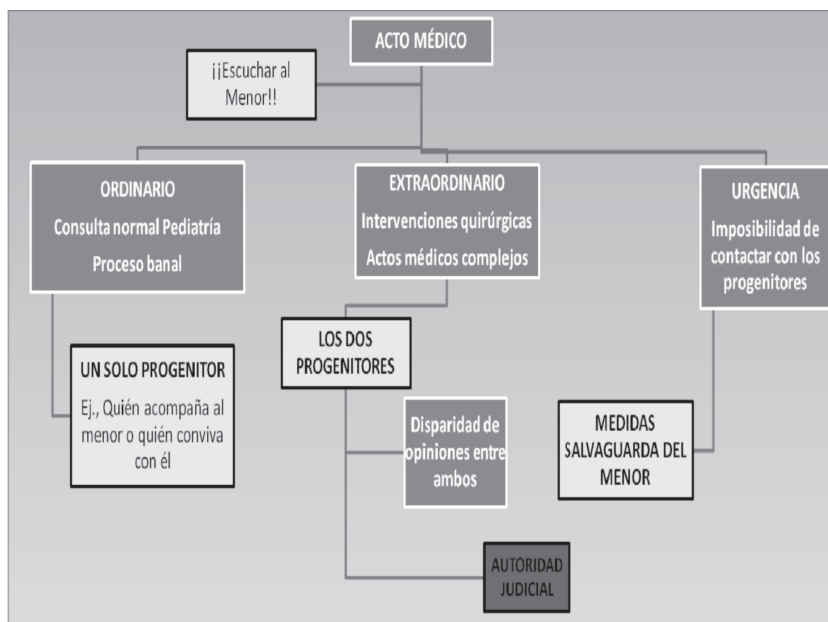 ACTO MÉDICO
¡¡Escuchar al
Menor!!
ORDINARIO
Consulta normal Pediatría
Proceso banal
EXTRAORDINARIO
Intervenciones quirúrgicas
Actos médicos complejos
URGENCIA
Imposibilidad de
contactar con los
progenitores
LOS DOS
PROGENITORES
UN SOLO PROGENITOR
Ej., Quién acompaña al
menor o quién conviva
con él
Disparidad de
opiniones entre
ambos
MEDIDAS
SALVAGUARDA DEL
MENOR
AUTORIDAD
JUDICIAL